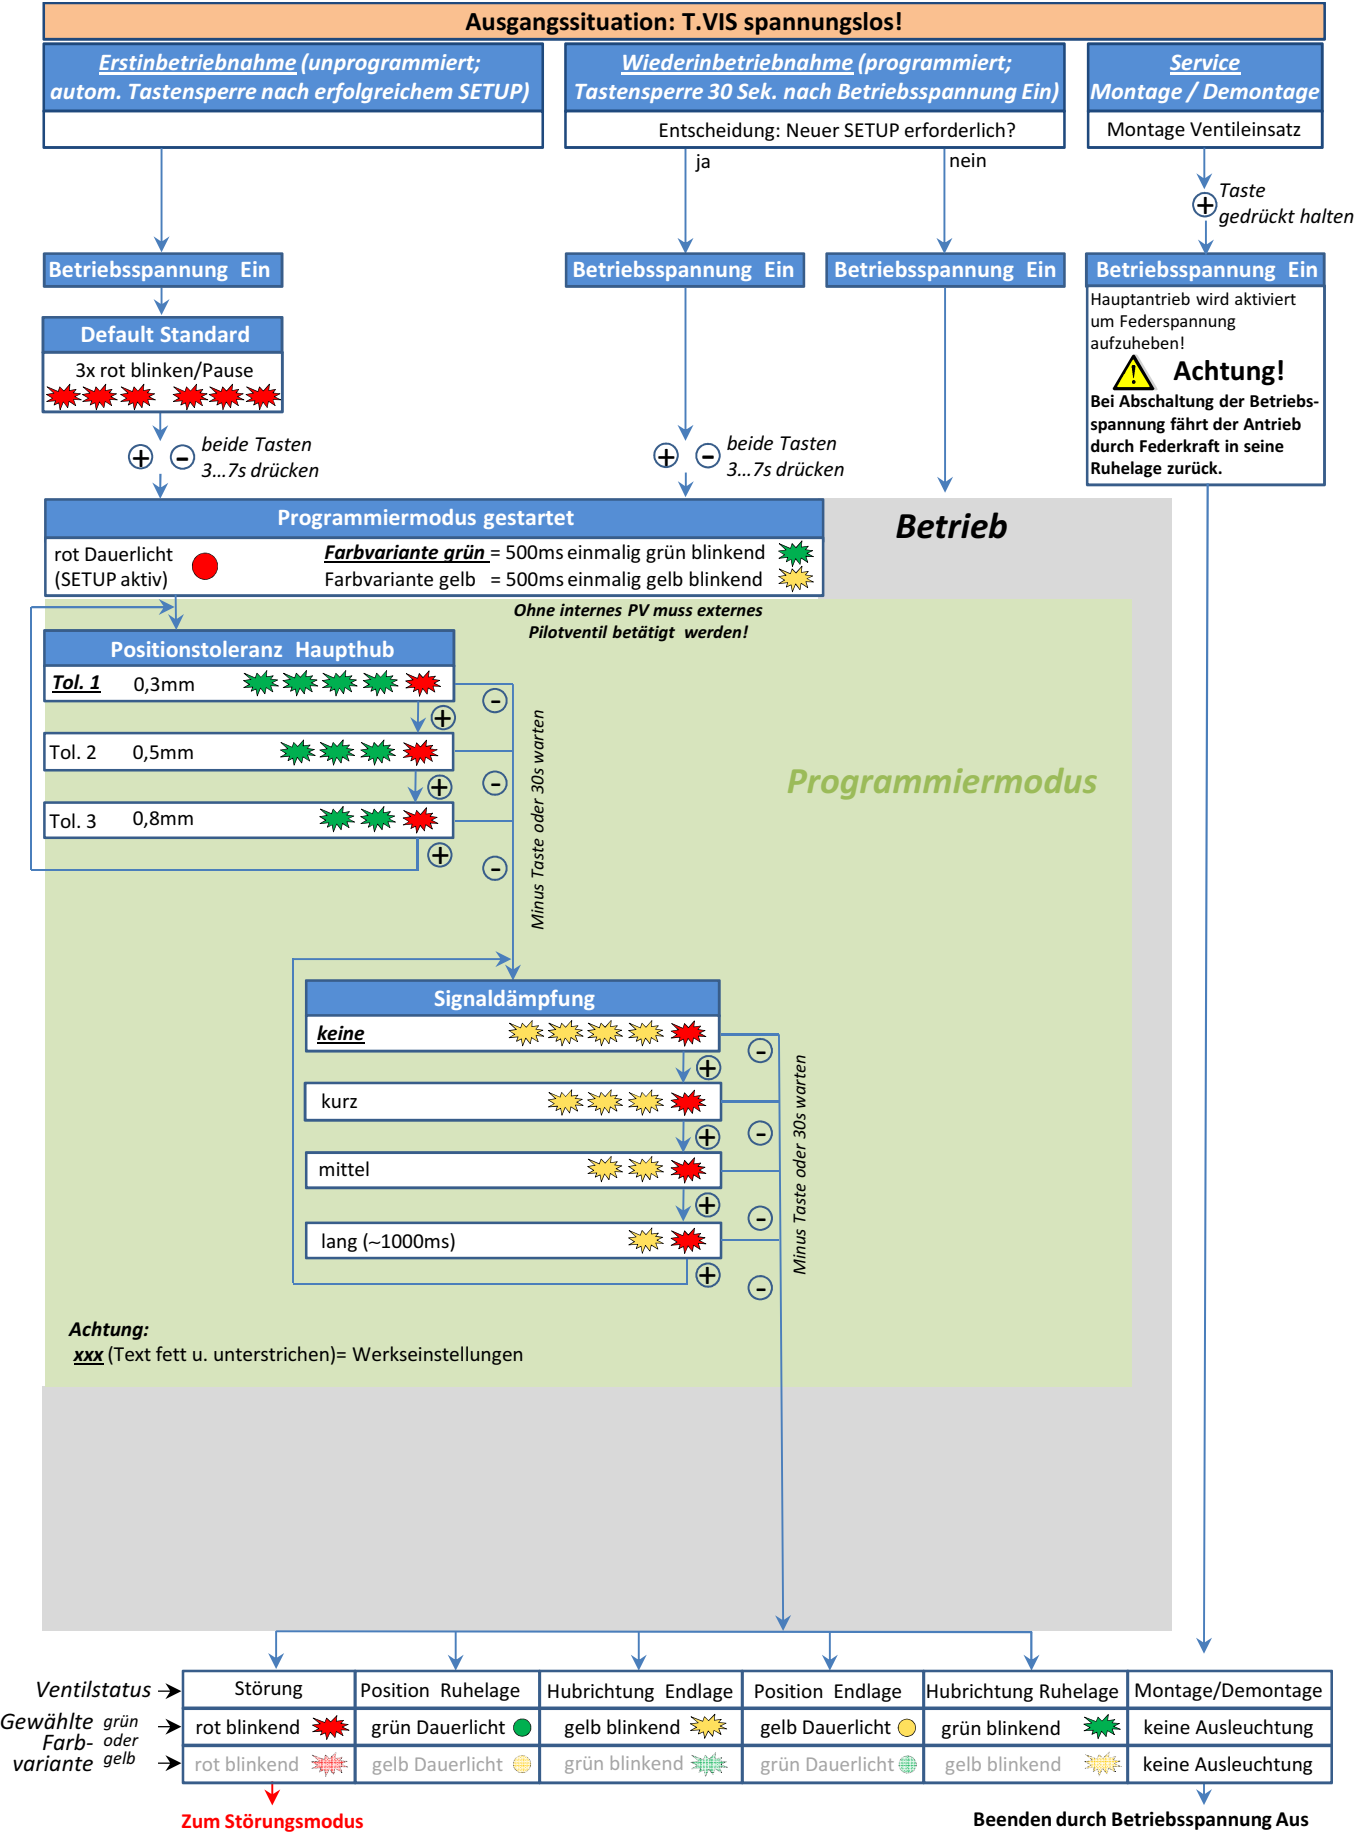 Ausgangssituation: T.VIS spannungslos!
Erstinbetriebnahme (unprogrammiert;
autom. Tastensperre nach erfolgreichem SETUP)
Wiederinbetriebnahme (programmiert;
Tastensperre 30 Sek. nach Betriebsspannung Ein)
Entscheidung: Neuer SETUP erforderlich?
Service
Montage / Demontage
Montage Ventileinsatz
ja
nein
+ Taste
gedrückt halten
Betriebsspannung Ein
Betriebsspannung Ein
Betriebsspannung Ein
Betriebsspannung Ein
Default Standard
3x rot blinken/Pause
Hauptantrieb wird aktiviert
um Federspannung
aufzuheben!
! Achtung!
Bei Abschaltung der Betriebs-
spannung fährt der Antrieb
durch Federkraft in seine
Ruhelage zurück.
+ - beide Tasten
3...7s drücken
+ - beide Tasten
3...7s drücken
Programmiermodus gestartet
rot Dauerlicht
(SETUP aktiv)
Farbvariante grün = 500ms einmalig grün blinkend
Farbvariante gelb = 500ms einmalig gelb blinkend
Betrieb
Ohne internes PV muss externes
Pilotventil betätigt werden!
Positionstoleranz Haupthub
Tol. 1 0,3mm
-
+
Tol. 2 0,5mm
-
+
Tol. 3 0,8mm
+
-
Minus Taste oder 30s warten
Programmiermodus
Signaldämpfung
keine
-
+
kurz
-
+
mittel
+
-
lang (~1000ms)
+
-
Minus Taste oder 30s warten
Achtung:
xxx (Text fett u. unterstrichen)= Werkseinstellungen
Ventilstatus
Störung
Position Ruhelage
Hubrichtung Endlage
Position Endlage
Hubrichtung Ruhelage
Montage/Demontage
Gewählte
Farb-
variante
grün
oder
gelb
rot blinkend
grün Dauerlicht
gelb blinkend
gelb Dauerlicht
grün blinkend
keine Ausleuchtung
rot blinkend
gelb Dauerlicht
grün blinkend
grün Dauerlicht
gelb blinkend
keine Ausleuchtung
Zum Störungsmodus
Beenden durch Betriebsspannung Aus